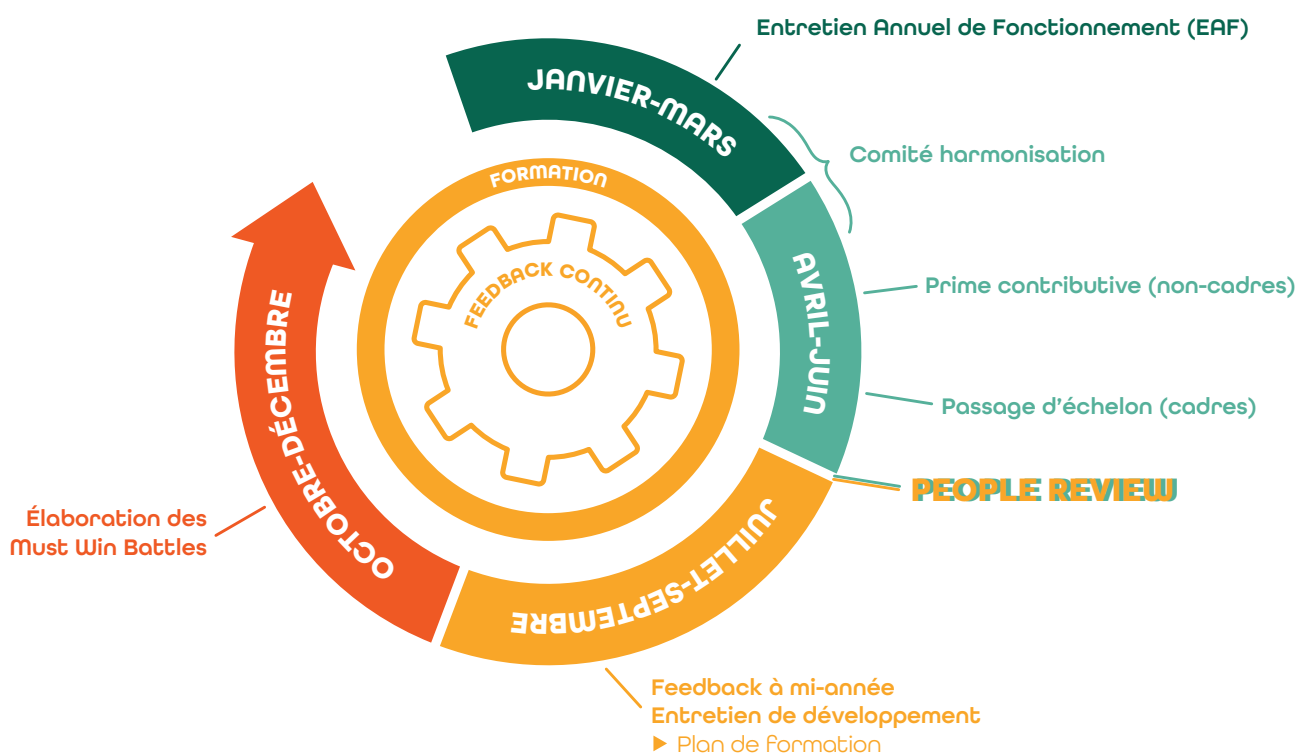 Entretien Annuel de Fonctionnement (EAF)
JANVIER-MARS
Comité harmonisation
FORMATION
FEEDBACK CONTINU
AVRIL-JUIN
Prime contributive (non-cadres)
Passage d'échelon (cadres)
PEOPLE REVIEW
JUILLET-SEPTEMBRE
Feedback à mi-année
Entretien de développement
▶ Plan de formation
OCTOBRE-DÉCEMBRE
Élaboration des
Must Win Battles